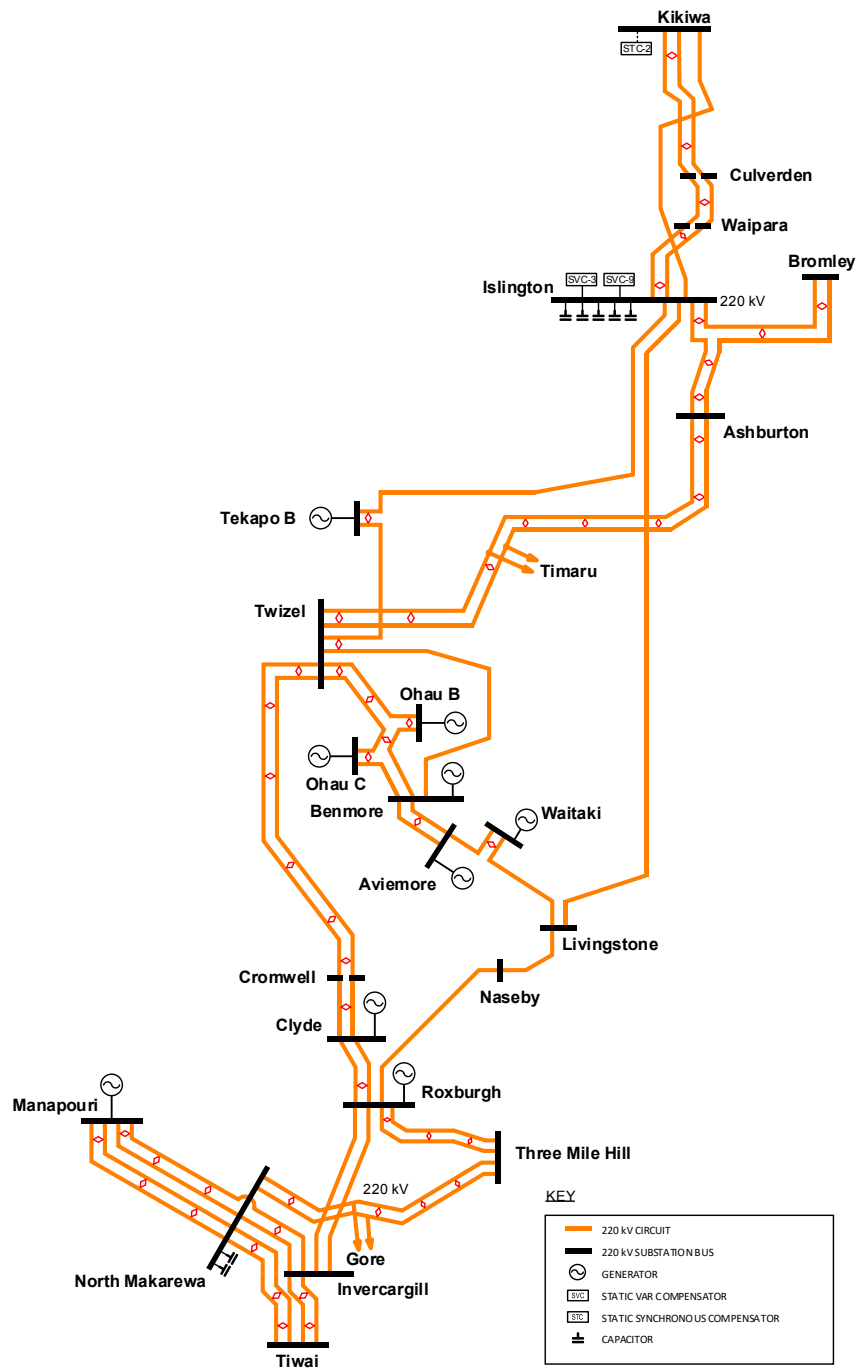 Kikiwa
STC-2
Culverden
Waipara
Bromley
Islington
SVC-3
SVC-9
220 kV
Ashburton
Tekapo B
Timaru
Twizel
Ohau B
Ohau C
Benmore
Waitaki
Aviemore
Livingstone
Cromwell
Naseby
Clyde
Roxburgh
Manapouri
Three Mile Hill
220 kV
Gore
North Makarewa
Invercargill
Tiwai
KEY
220 kV CIRCUIT
220 kV SUBSTATION BUS
GENERATOR
SVC STATIC VAR COMPENSATOR
STC STATIC SYNCHRONOUS COMPENSATOR
CAPACITOR